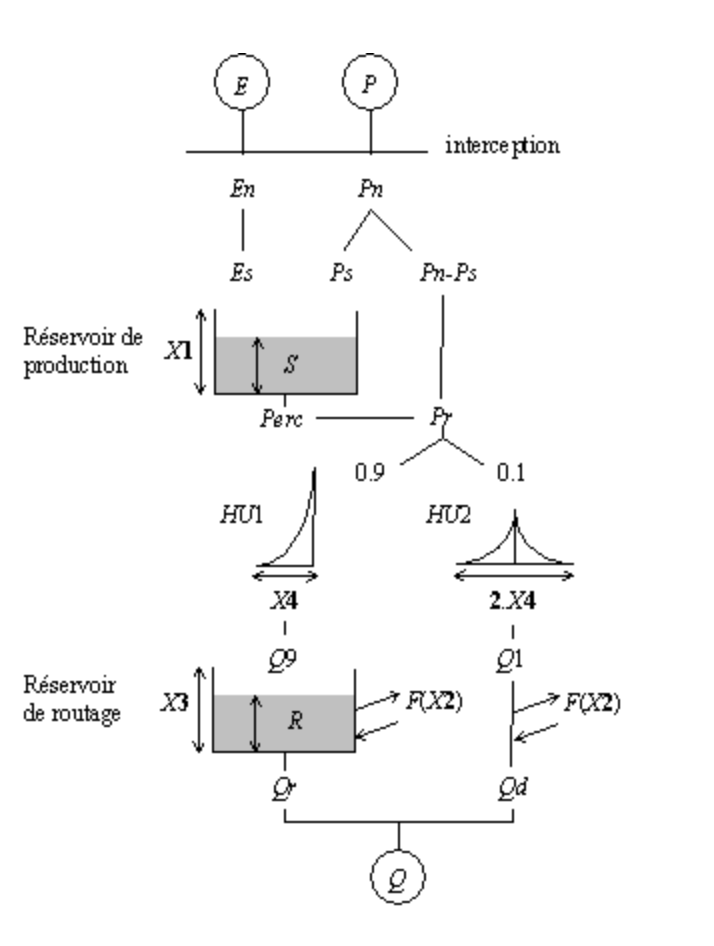 E P
interception
En Pn
Es Ps Pn-Ps
Réservoir de
production
X1
S
Perc Pr
0.9 0.1
HU1 HU2
X4 2.X4
Q9 Q1
Réservoir
de routage
X3
R
F(X2) F(X2)
Qr Qd
Q